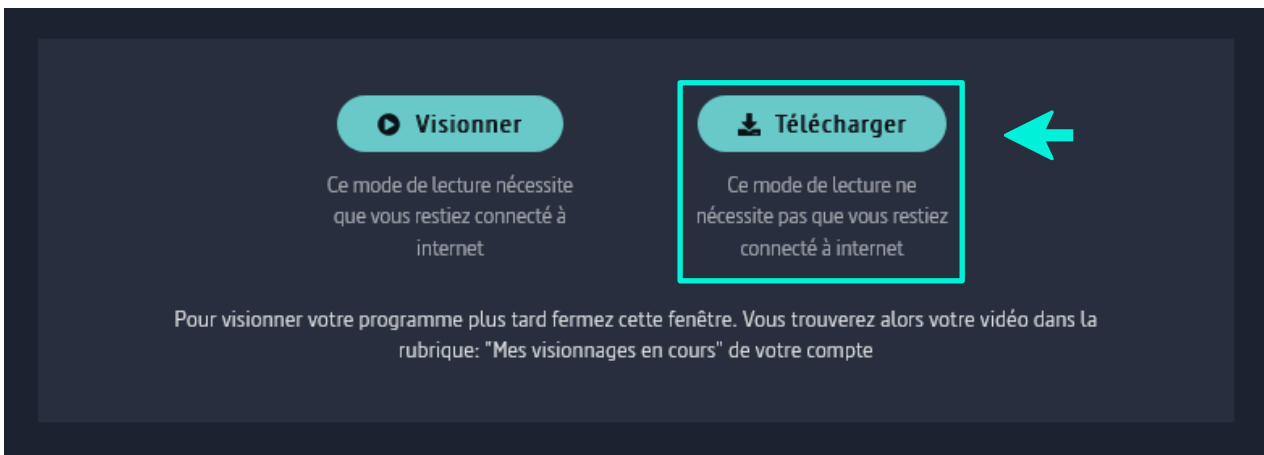 Visionner
Télécharger
Ce mode de lecture nécessite
que vous restiez connecté à
internet
Ce mode de lecture ne
nécessite pas que vous restiez
connecté à internet
Pour visionner votre programme plus tard fermez cette fenêtre. Vous trouverez alors votre vidéo dans la
rubrique: "Mes visionnages en cours" de votre compte